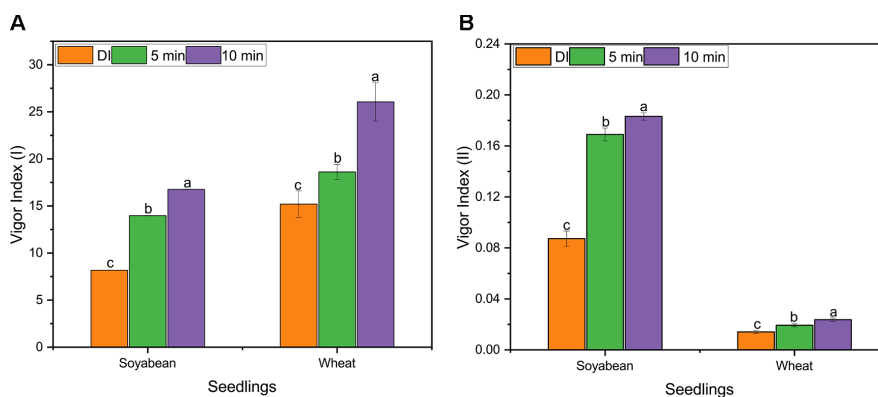 A
DI 5 min 10 min
30
25
20
15
10
5
0
Vigor Index (I)
c
b
a
c
b
a
Soyabean Wheat
Seedlings
B
DI 5 min 10 min
0.24
0.20
0.16
0.12
0.08
0.04
0.00
Vigor Index (II)
c
b
a
c
b
a
Soyabean Wheat
Seedlings